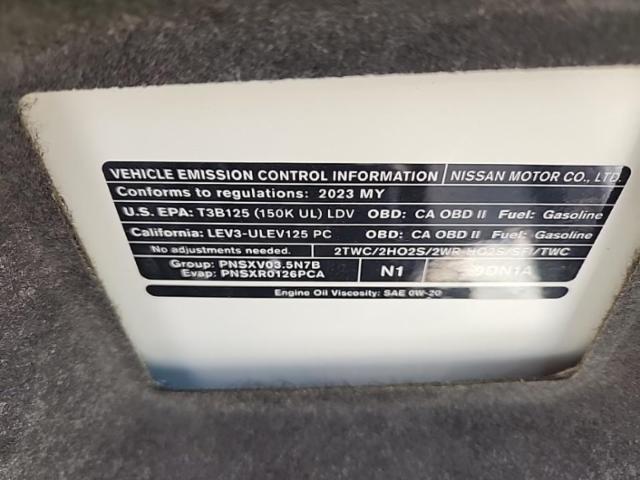 VEHICLE EMISSION CONTROL INFORMATION NISSAN MOTOR CO., LTD.
Conforms to regulations: 2023 MY
U.S. EPA: T3B125 (150K UL) LDV OBD: CA OBD II Fuel: Gasoline
California: LEV3-ULEV125 PC OBD: CA OBD II Fuel: Gasoline
No adjustments needed. 2TWC/2HO2S/2WR-HO2S/SFI/TWC
Group: PNSXV03.5N7B
Evap: PNSXR0126PCA N1
Engine Oil Viscosity: SAE 0W-20